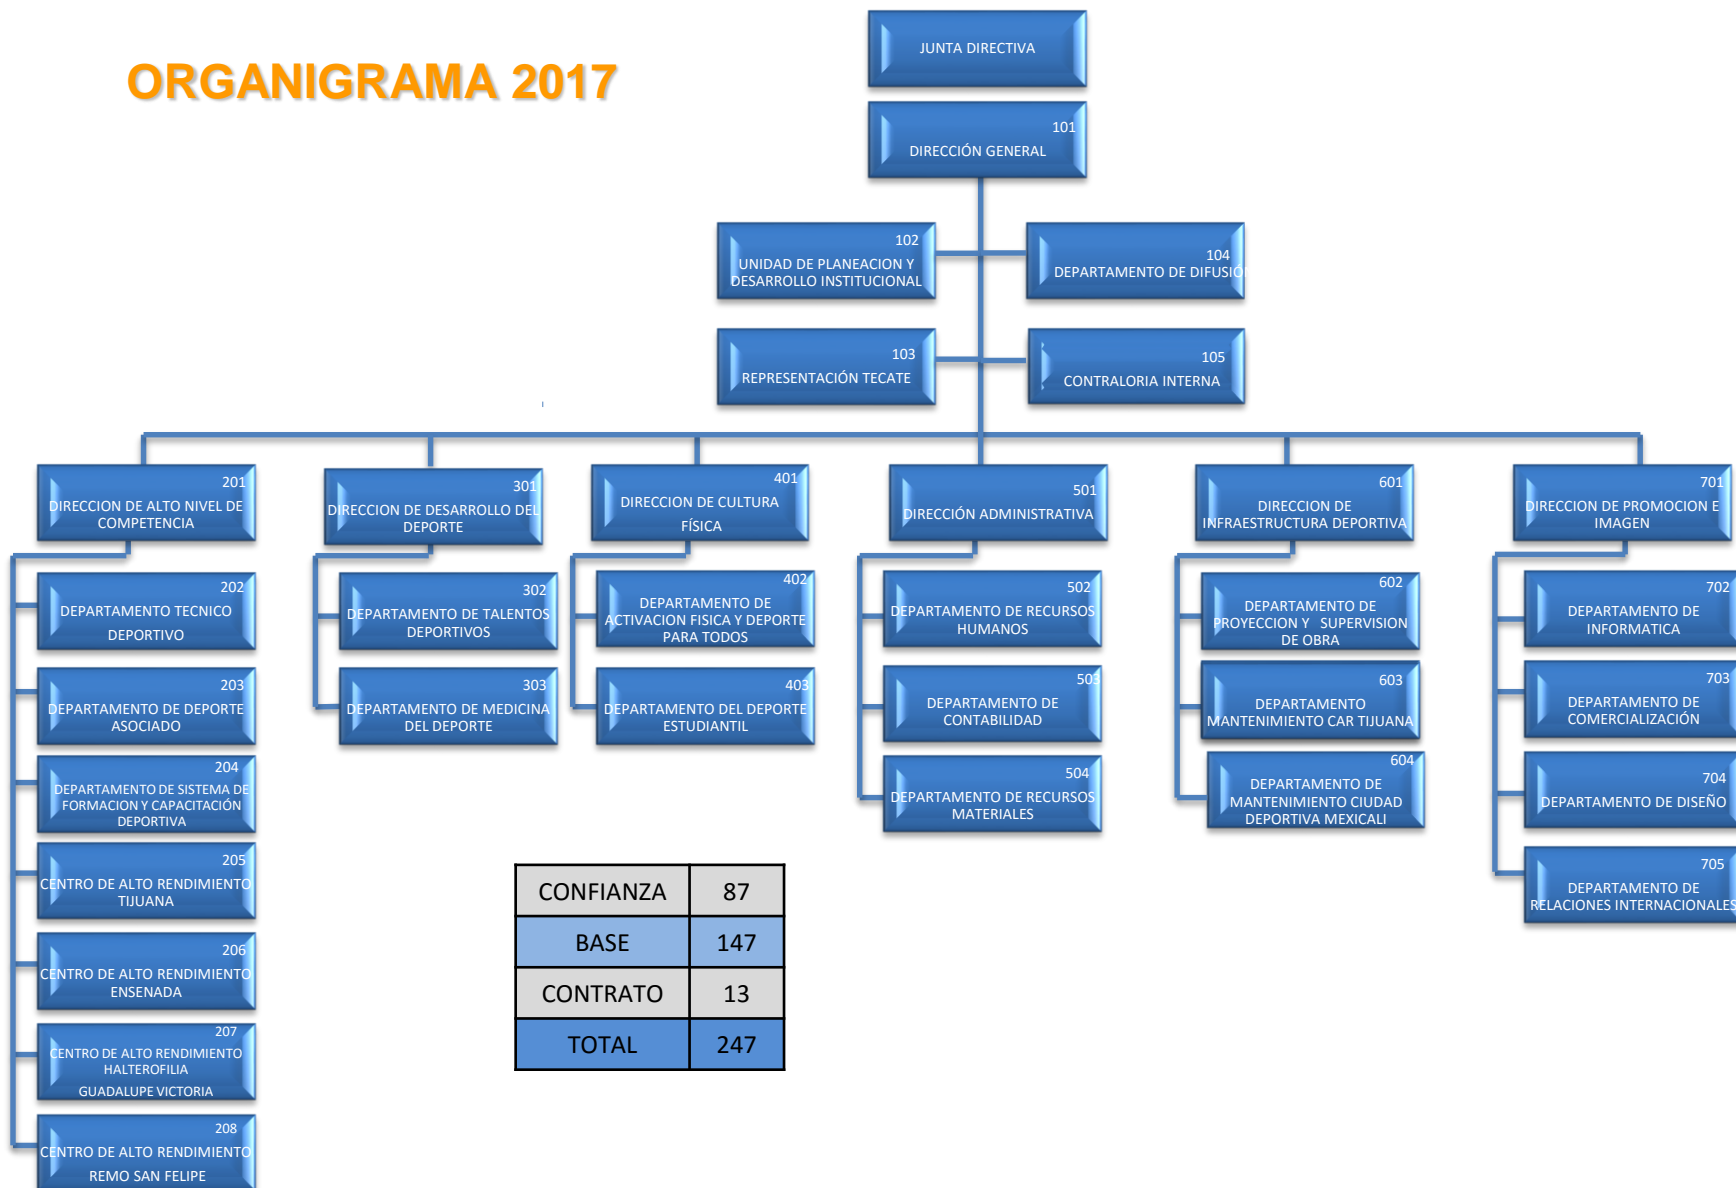 ORGANIGRAMA 2017
JUNTA DIRECTIVA
101
DIRECCIÓN GENERAL
102
UNIDAD DE PLANEACION Y
DESARROLLO INSTITUCIONAL
104
DEPARTAMENTO DE DIFUSIÓN
103
REPRESENTACIÓN TECATE
105
CONTRALORIA INTERNA
201
DIRECCION DE ALTO NIVEL DE
COMPETENCIA
202
DEPARTAMENTO TECNICO
DEPORTIVO
203
DEPARTAMENTO DE DEPORTE
ASOCIADO
204
DEPARTAMENTO DE SISTEMA DE
FORMACION Y CAPACITACIÓN
DEPORTIVA
205
CENTRO DE ALTO RENDIMIENTO
TIJUANA
206
CENTRO DE ALTO RENDIMIENTO
ENSENADA
207
CENTRO DE ALTO RENDIMIENTO
HALTEROFILIA
GUADALUPE VICTORIA
208
CENTRO DE ALTO RENDIMIENTO
REMO SAN FELIPE
301
DIRECCION DE DESARROLLO DEL
DEPORTE
302
DEPARTAMENTO DE TALENTOS
DEPORTIVOS
303
DEPARTAMENTO DE MEDICINA
DEL DEPORTE
401
DIRECCION DE CULTURA
FÍSICA
402
DEPARTAMENTO DE
ACTIVACION FISICA Y DEPORTE
PARA TODOS
403
DEPARTAMENTO DEL DEPORTE
ESTUDIANTIL
501
DIRECCIÓN ADMINISTRATIVA
502
DEPARTAMENTO DE RECURSOS
HUMANOS
503
DEPARTAMENTO DE
CONTABILIDAD
504
DEPARTAMENTO DE RECURSOS
MATERIALES
601
DIRECCION DE
INFRAESTRUCTURA DEPORTIVA
602
DEPARTAMENTO DE
PROYECCION Y SUPERVISION
DE OBRA
603
DEPARTAMENTO
MANTENIMIENTO CAR TIJUANA
604
DEPARTAMENTO DE
MANTENIMIENTO CIUDAD
DEPORTIVA MEXICALI
701
DIRECCION DE PROMOCION E
IMAGEN
702
DEPARTAMENTO DE
INFORMATICA
703
DEPARTAMENTO DE
COMERCIALIZACIÓN
704
DEPARTAMENTO DE DISEÑO
705
DEPARTAMENTO DE
RELACIONES INTERNACIONALES
CONFIANZA 87
BASE 147
CONTRATO 13
TOTAL 247